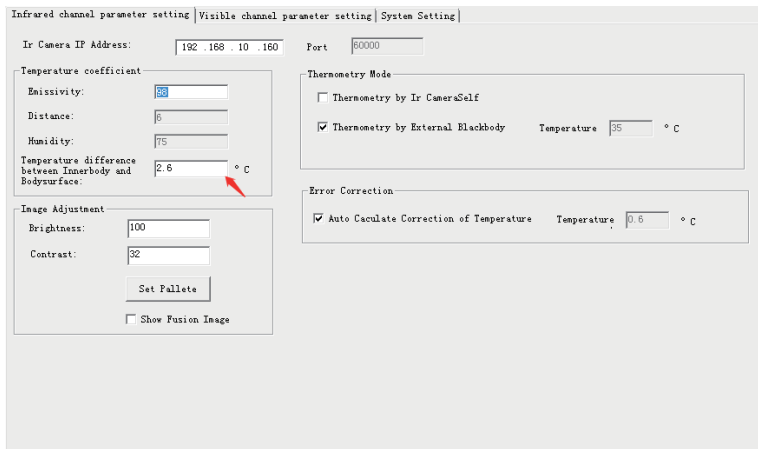 Infrared channel parameter setting Visible channel parameter setting System Setting
Ir Camera IP Address: 192 .168 . 10 .160 Port 60000
Temperature coefficient
Emissivity: 98
Distance: 6
Humidity: 75
Temperature difference
between Innerbody and
Bodysurface: 2.6 ° C
Image Adjustment
Brightness: 100
Contrast: 32
Set Pallete
Show Fusion Image
Thermometry Mode
Thermometry by Ir CameraSelf
Thermometry by External Blackbody Temperature 35 ° C
Error Correction
Auto Caculate Correction of Temperature Temperature 0.6 ° C